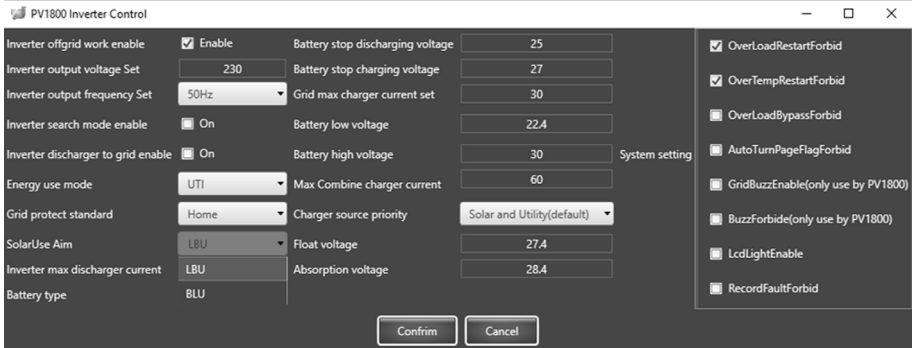 PV1800 Inverter Control
Inverter offgrid work enable Enable Battery stop discharging voltage 25 OverLoadRestartForbid
Inverter output voltage Set 230 Battery stop charging voltage 27 OverTempRestartForbid
Inverter output frequency Set 50Hz Grid max charger current set 30 OverLoadBypassForbid
Inverter search mode enable On Battery low voltage 22.4 AutoTurnPageFlagForbid
Inverter discharger to grid enable On Battery high voltage 30 System setting
Energy use mode UTI Max Combine charger current 60 GridBuzzEnable(only use by PV1800)
Grid protect standard Home Charger source priority Solar and Utility(default) BuzzForbide(only use by PV1800)
SolarUse Aim LBU Float voltage 27.4 LcdLightEnable
Inverter max discharger current LBU Absorption voltage 28.4 RecordFaultForbid
Battery type BLU
Confrim Cancel